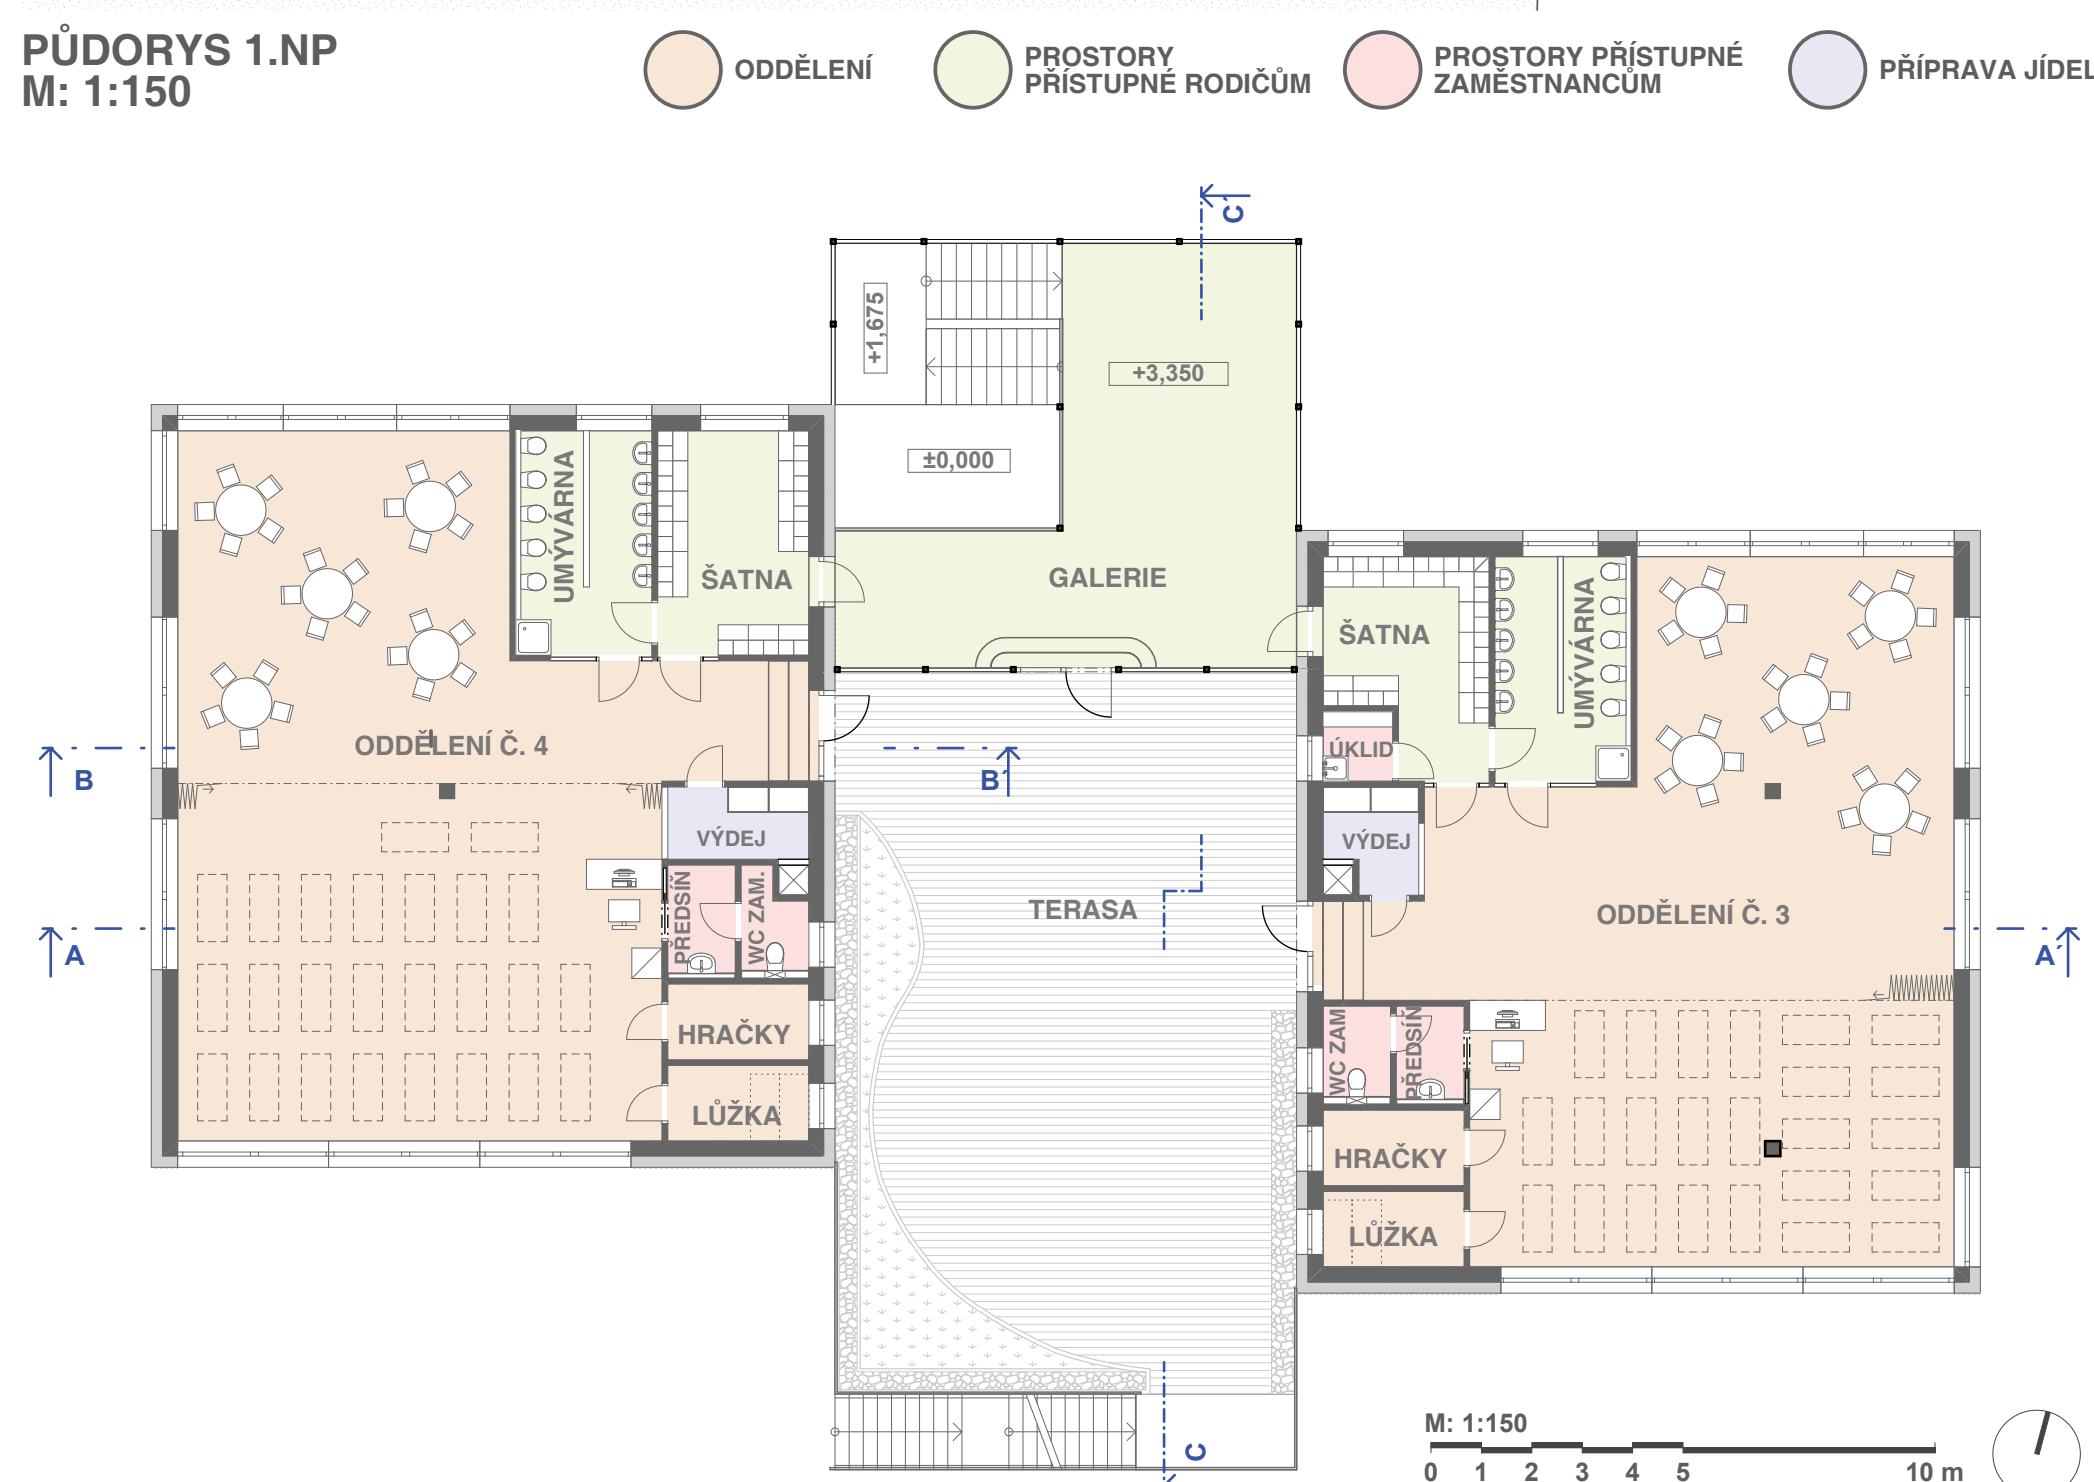 PŮDORYS 1.NP
M: 1:150
ODDĚLENÍ
PROSTORY
PŘÍSTUPNÉ RODIČŮM
PROSTORY PŘÍSTUPNÉ
ZAMĚSTNANCŮM
PŘÍPRAVA JÍDEL
C´
+1,675
+3,350
±0,000
UMÝVÁRNA
ŠATNA
GALERIE
ŠATNA
UMÝVÁRNA
ODDĚLENÍ Č. 4
ÚKLID
B
B´
VÝDEJ
VÝDEJ
PŘEDSÍŇ
WC ZAM.
TERASA
ODDĚLENÍ Č. 3
A
A´
HRAČKY
WC ZAM.
PŘEDSÍŇ
LŮŽKA
HRAČKY
LŮŽKA
C
M: 1:150
0 1 2 3 4 5 10 m